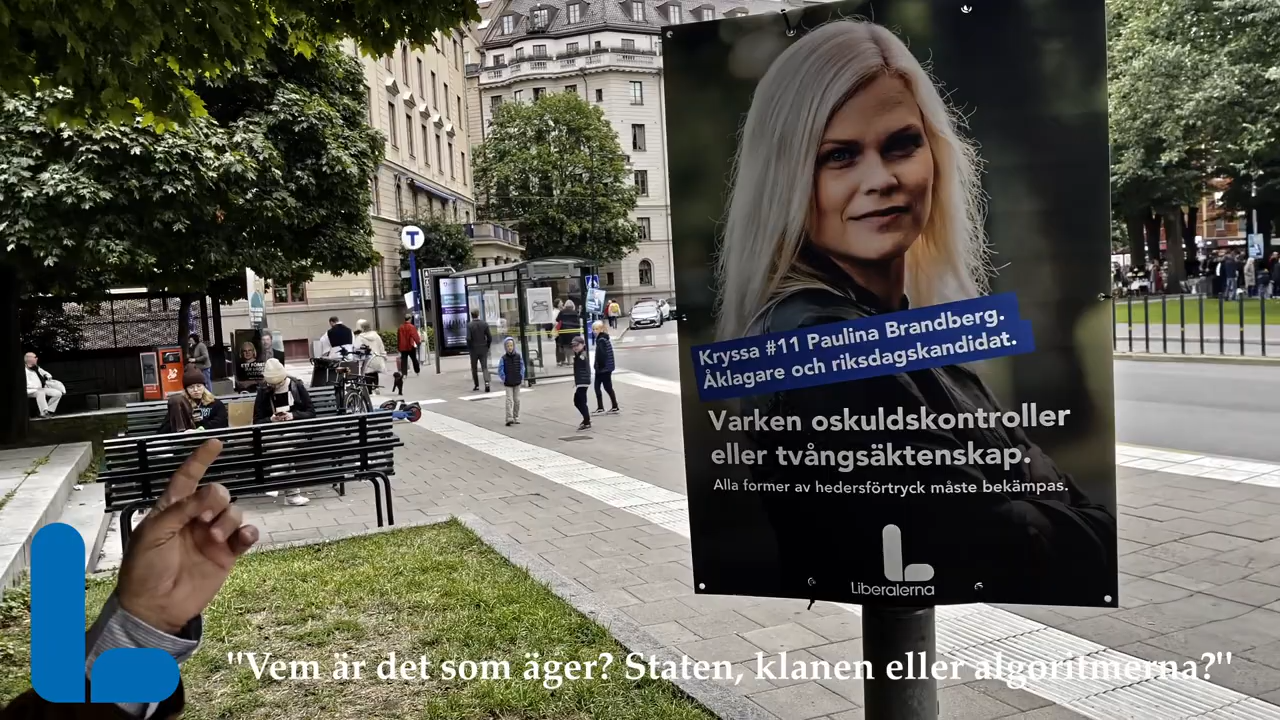 T
Kryssa #11 Paulina Brandberg.
Åklagare och riksdagskandidat.
Varken oskuldskontroller
eller tvångsäktenskap.
Alla former av hedersförtryck måste bekämpas.
Liberalerna
"Vem är det som äger? Staten, klanen eller algoritmerna?"